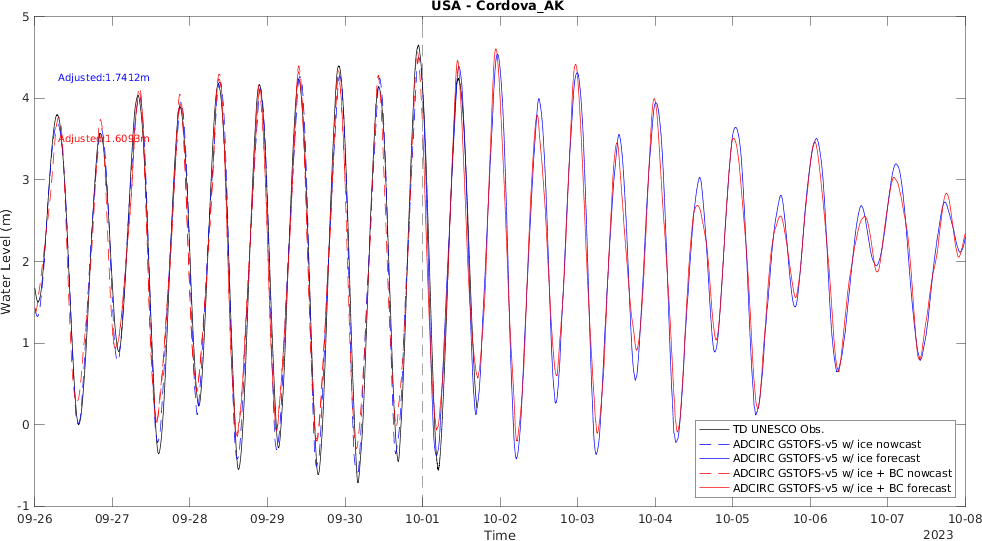 USA - Cordova_AK
5
4
3
2
1
0
-1
Water Level (m)
Adjusted:1.7412m
Adjusted:1.6093m
TD UNESCO Obs.
ADCIRC GSTOFS-v5 w/ ice nowcast
ADCIRC GSTOFS-v5 w/ ice forecast
ADCIRC GSTOFS-v5 w/ ice + BC nowcast
ADCIRC GSTOFS-v5 w/ ice + BC forecast
09-26 09-27 09-28 09-29 09-30 10-01 10-02 10-03 10-04 10-05 10-06 10-07 10-08
Time
2023